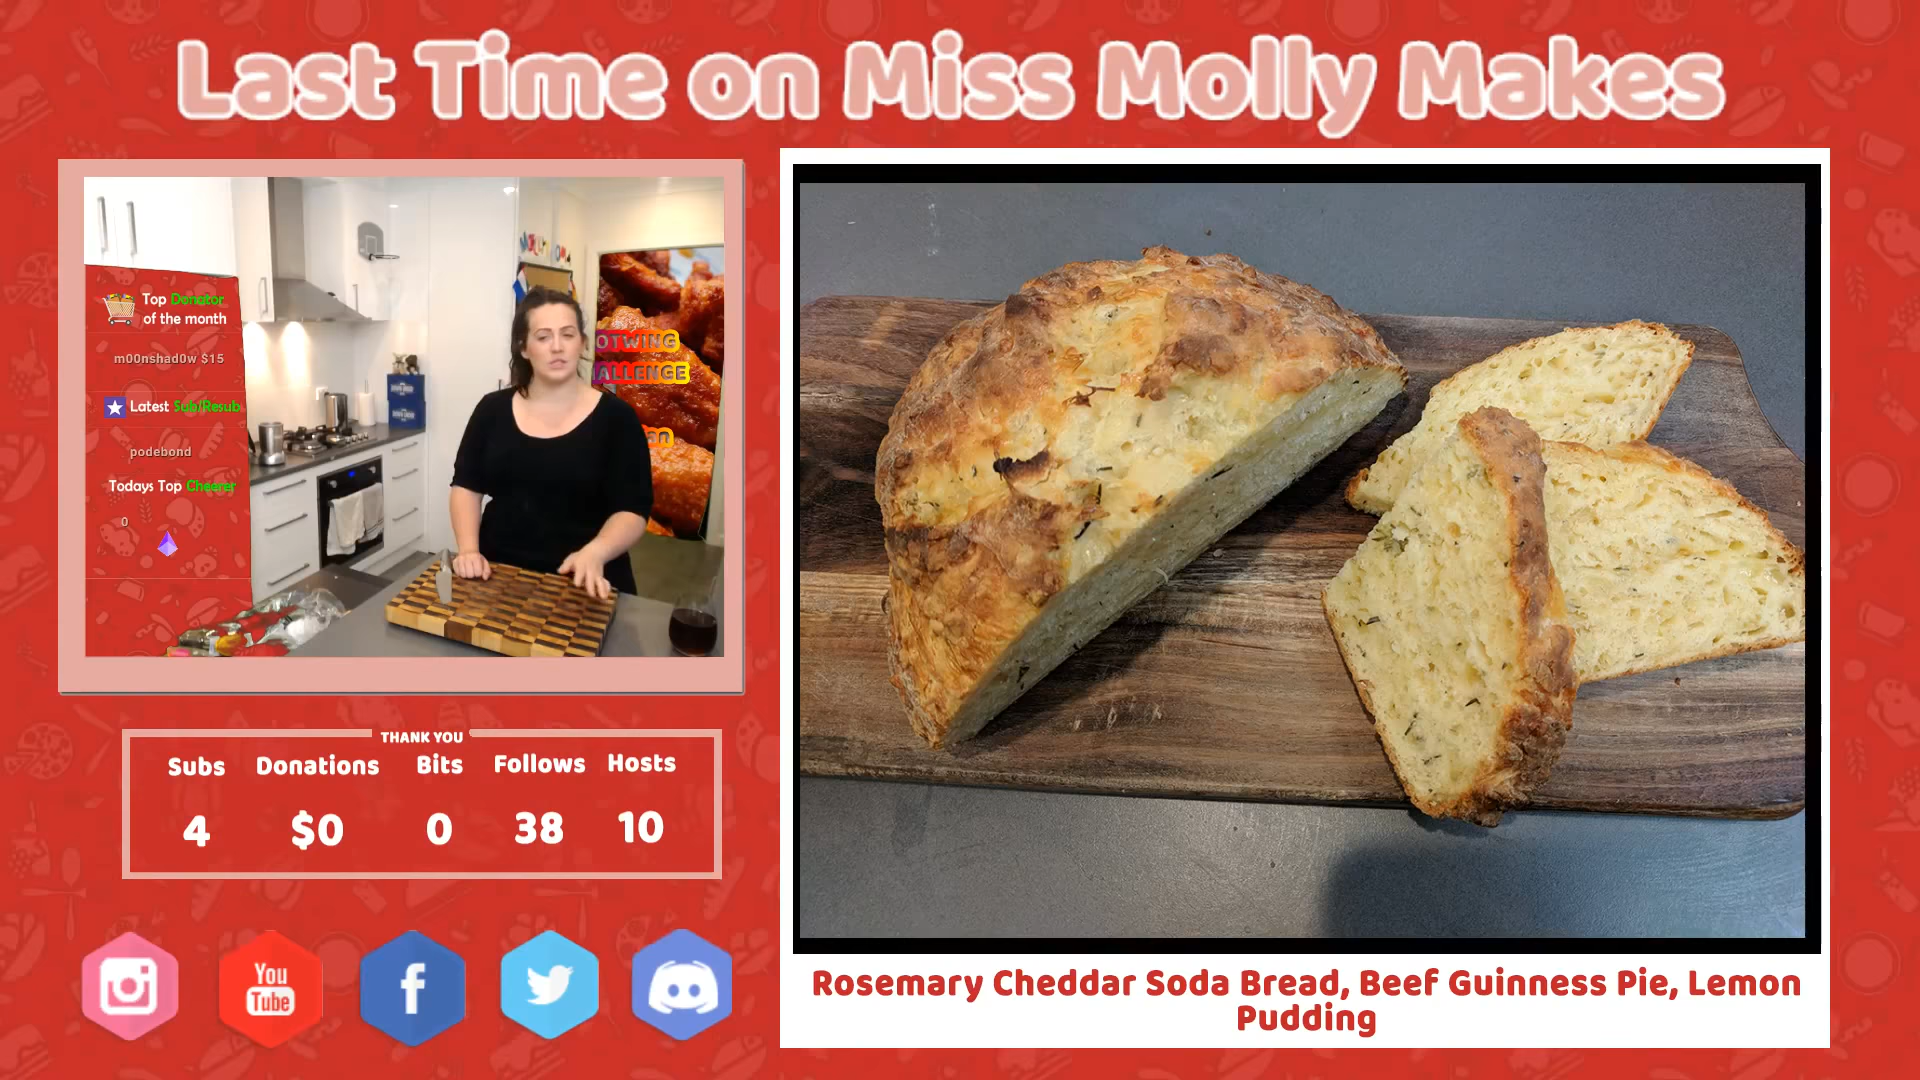 Last Time on Miss Molly Makes
Top Donator
of the month
m00nshad0w $15
Latest Sub/Resub
podebond
Todays Top Cheerer
0
OTWING
ALLENGE
THANK YOU
Subs Donations Bits Follows Hosts
4 $0 0 38 10
You
Tube
f
Rosemary Cheddar Soda Bread, Beef Guinness Pie, Lemon
Pudding